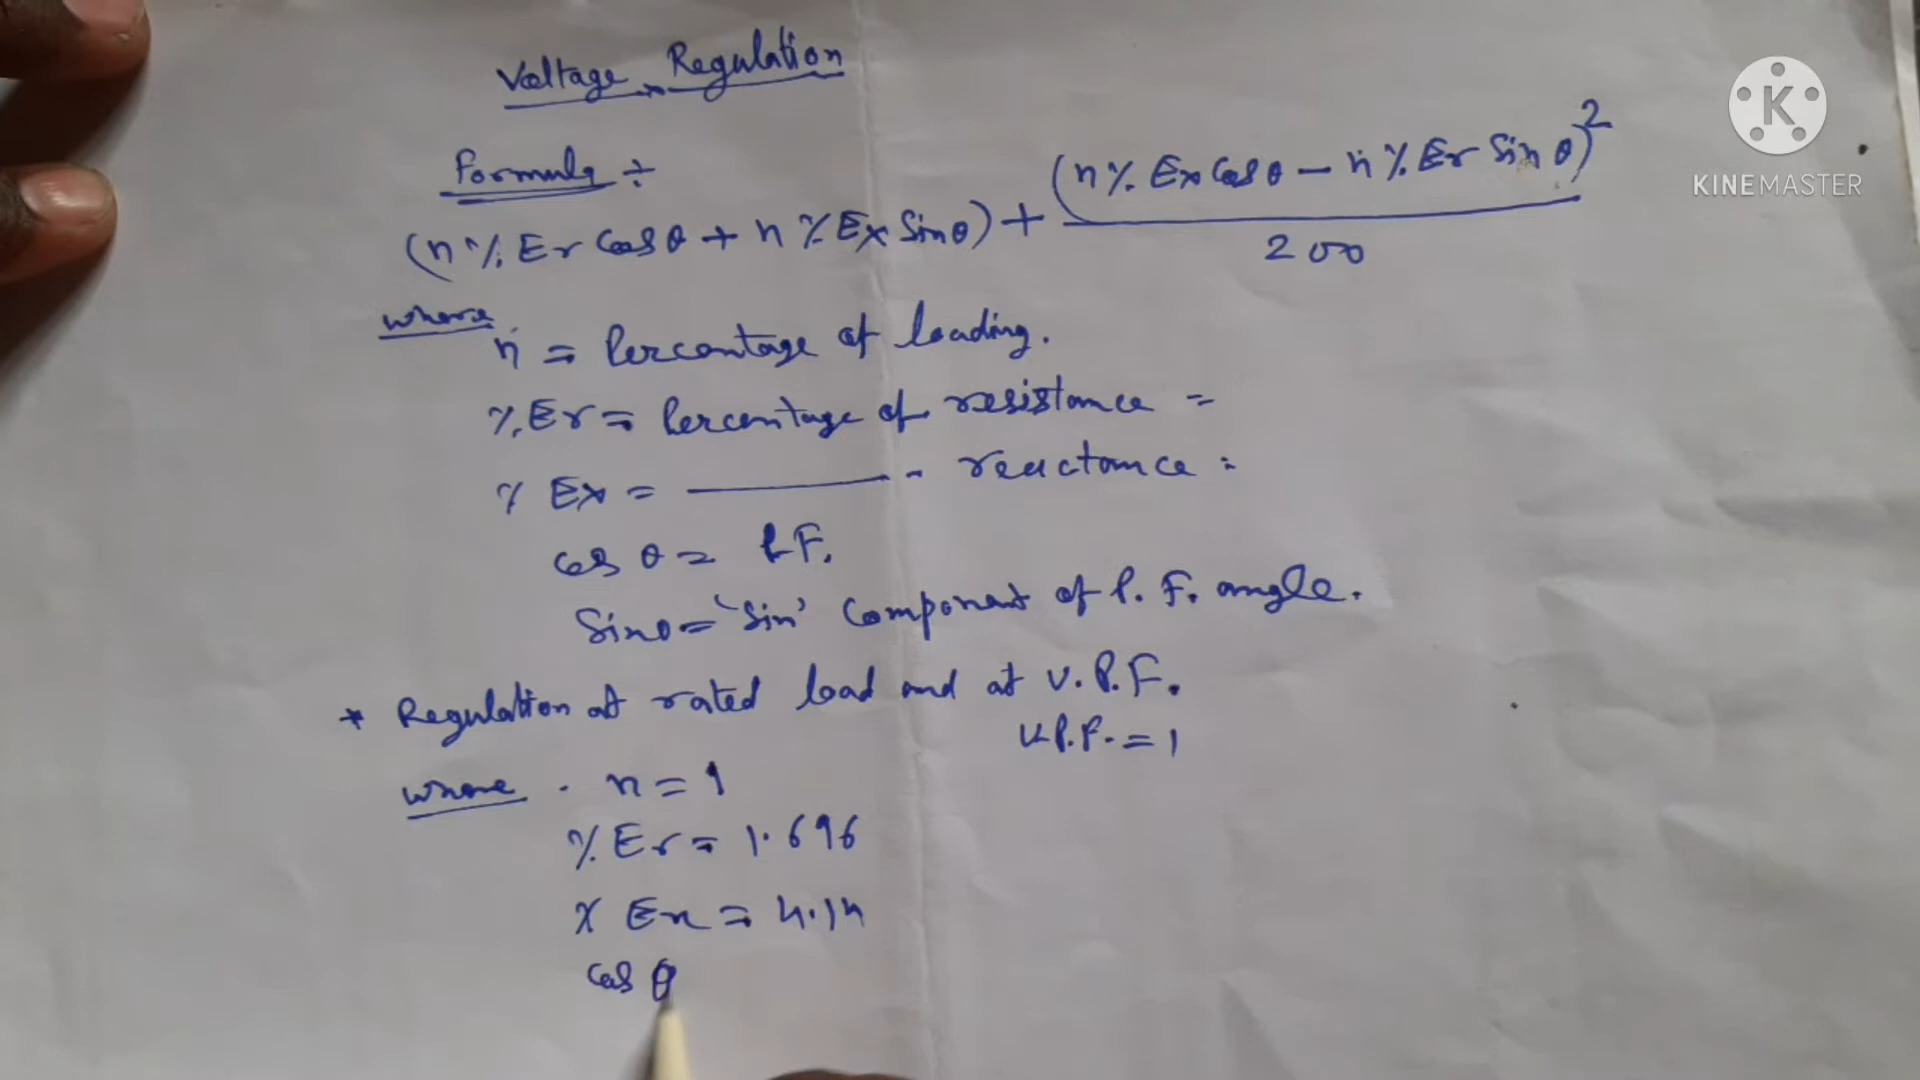 Voltage Regulation
Formula ÷
(n % Er Cos θ + n % Ex Sin θ) + (n % Ex Cos θ - n % Er Sin θ)² / 200
where
n = Percentage of loading.
% Er = Percentage of resistance =
% Ex = ———— - reactance =
Cos θ = P.F.
Sin θ = 'Sin' Component of P. F. angle.
* Regulation at rated load and at U.P.F.
U.P.F. = 1
where . n = 1
% Er = 1.696
% Ex = 4.14
Cos θ
K
KINEMASTER